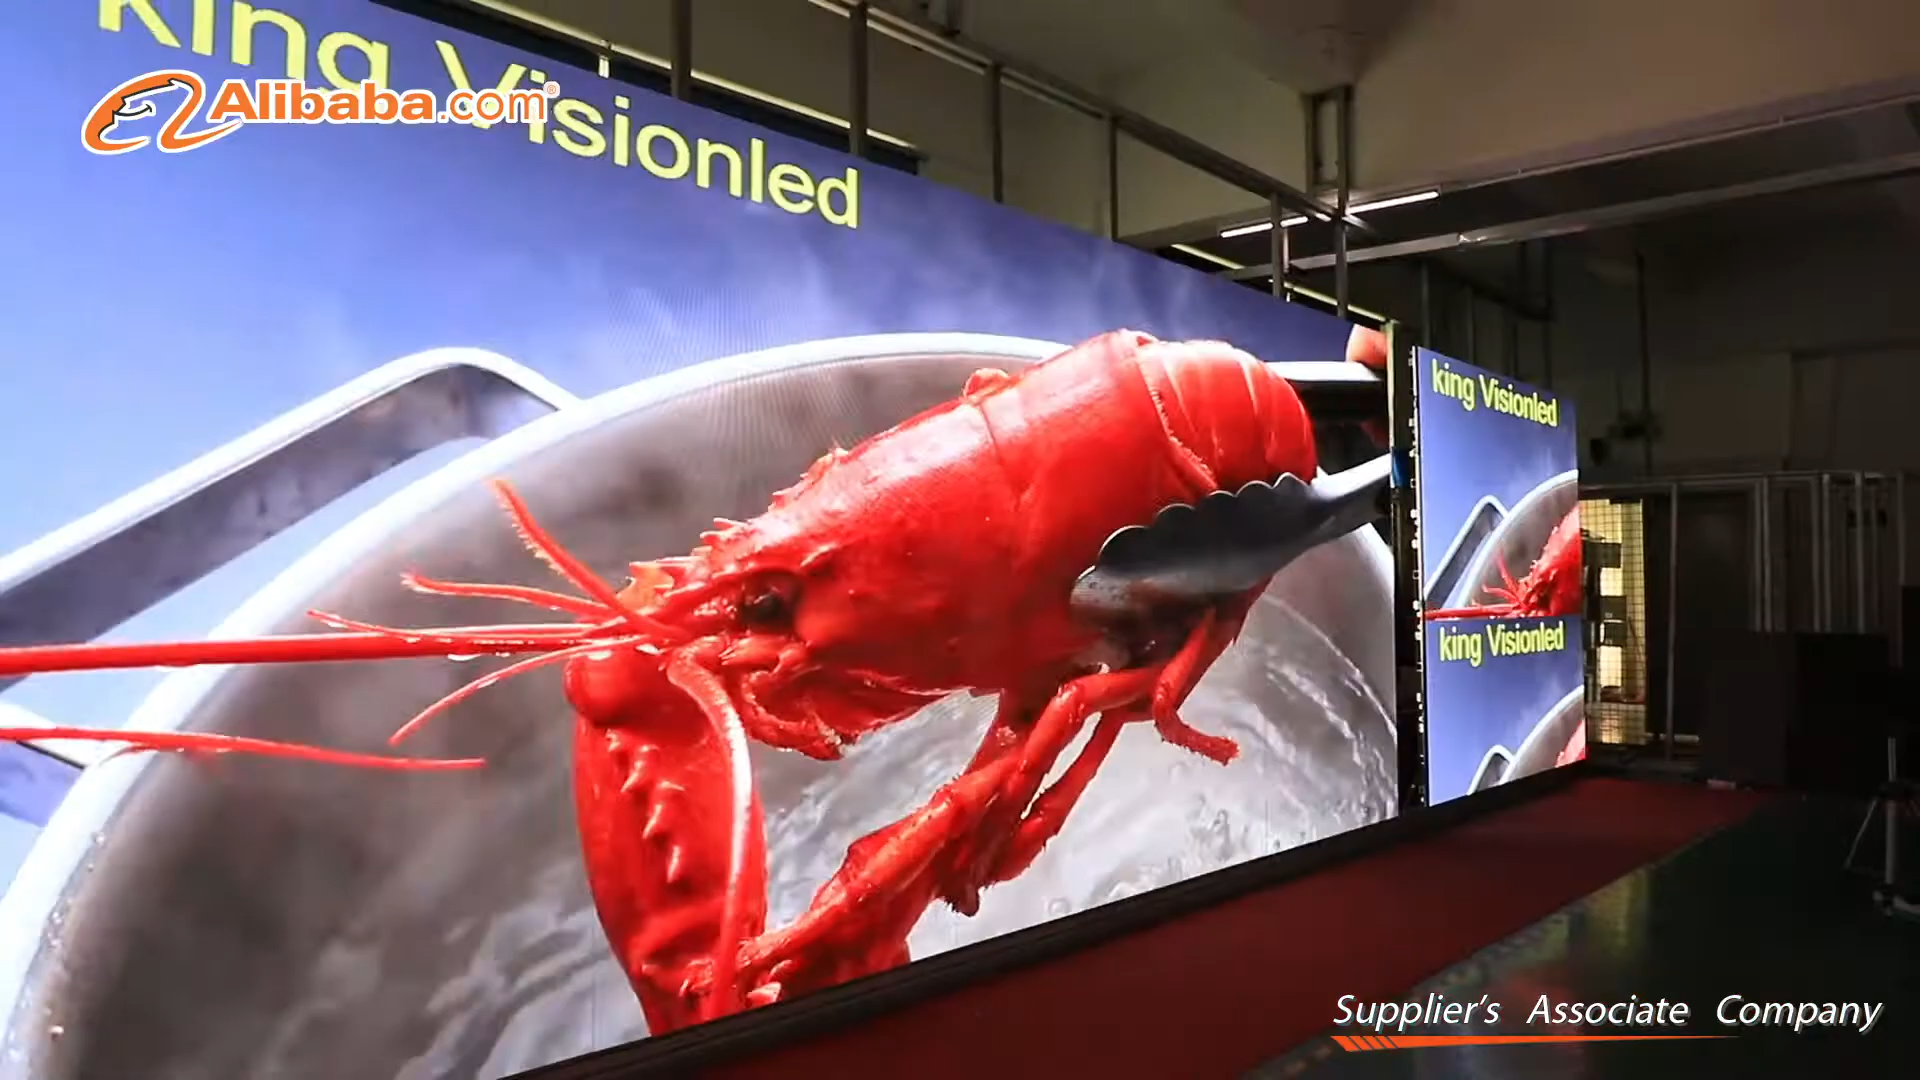 king Visionled
Alibaba.com®
king Visionled
king Visionled
Supplier's Associate Company